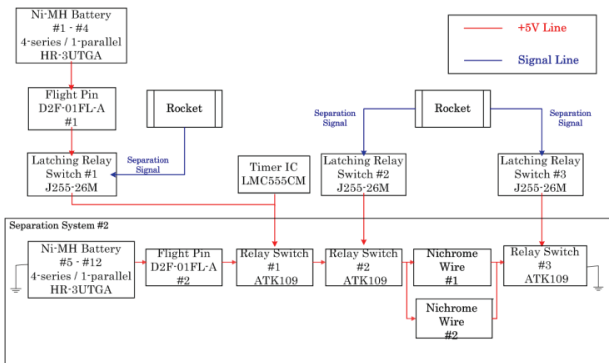 Ni-MH Battery
#1 - #4
4-series / 1-parallel
HR-3UTGA
+5V Line
Signal Line
Flight Pin
D2F-01FL-A
#1
Rocket
Separation
Signal
Rocket
Separation
Signal
Latching Relay
Switch #1
J255-26M
Separation
Signal
Timer IC
LMC555CM
Latching Relay
Switch #2
J255-26M
Latching Relay
Switch #3
J255-26M
Separation System #2
Ni-MH Battery
#5 - #12
4-series / 1-parallel
HR-3UTGA
Flight Pin
D2F-01FL-A
#2
Relay Switch
#1
ATK109
Relay Switch
#2
ATK109
Nichrome
Wire
#1
Relay Switch
#3
ATK109
Nichrome
Wire
#2